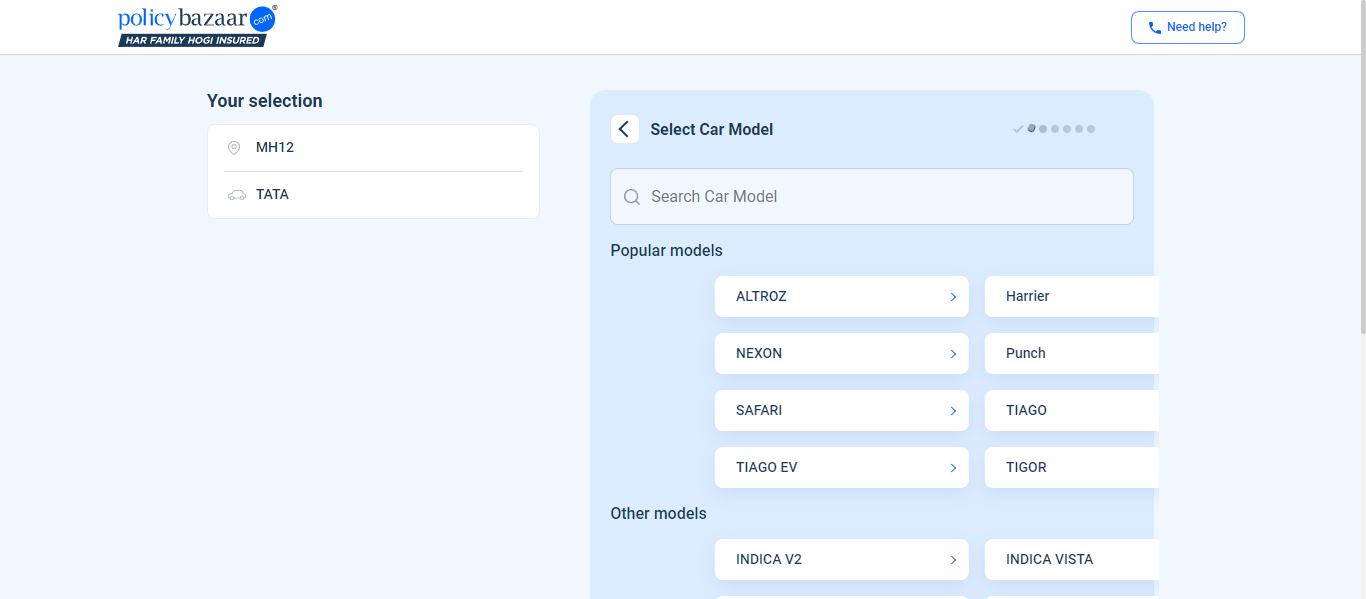 policybazaar.com
HAR FAMILY HOGI INSURED
Need help?
Your selection
MH12
TATA
Select Car Model
Search Car Model
Popular models
ALTROZ
Harrier
NEXON
Punch
SAFARI
TIAGO
TIAGO EV
TIGOR
Other models
INDICA V2
INDICA VISTA